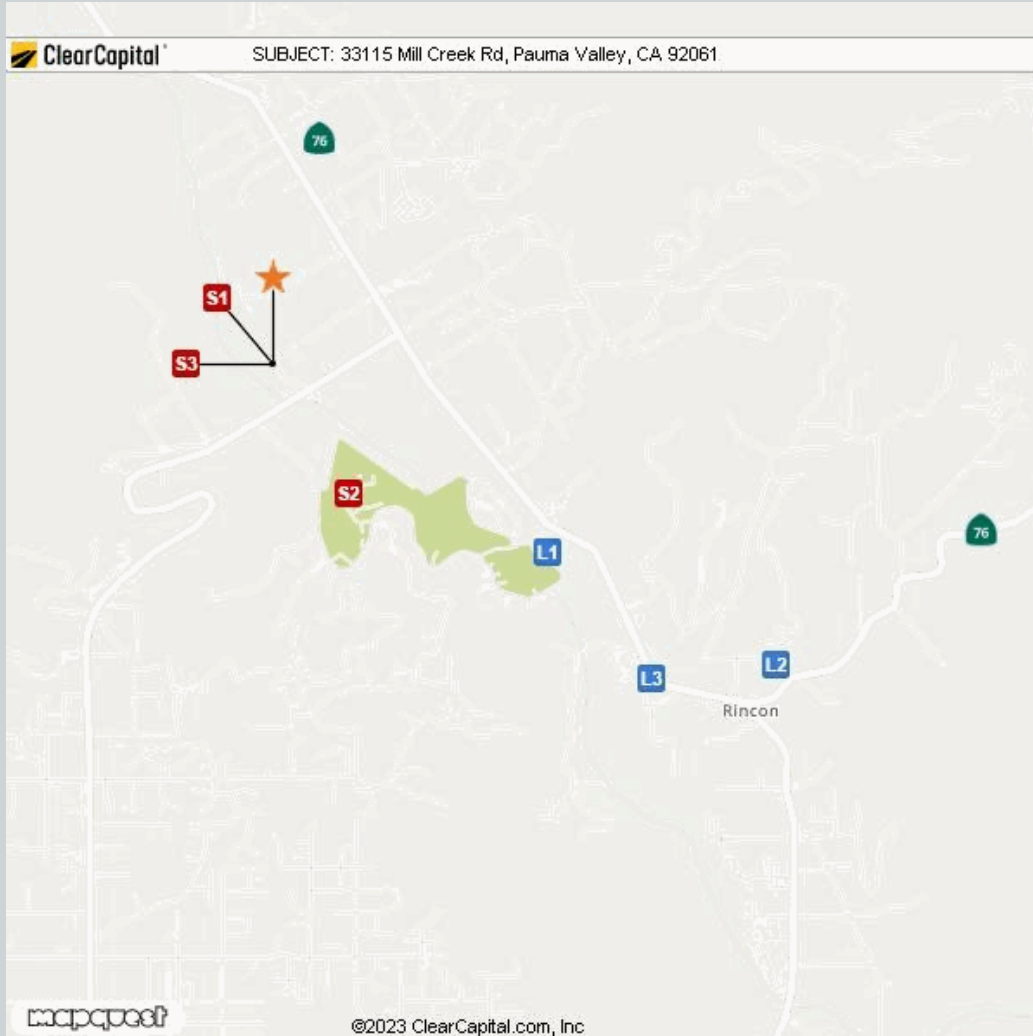 ClearCapital SUBJECT: 33115 Mill Creek Rd, Pauma Valley, CA 92061
76
S1
S3
S2
L1
76
L2
L3
Rincon
mapquest
©2023 ClearCapital.com, Inc